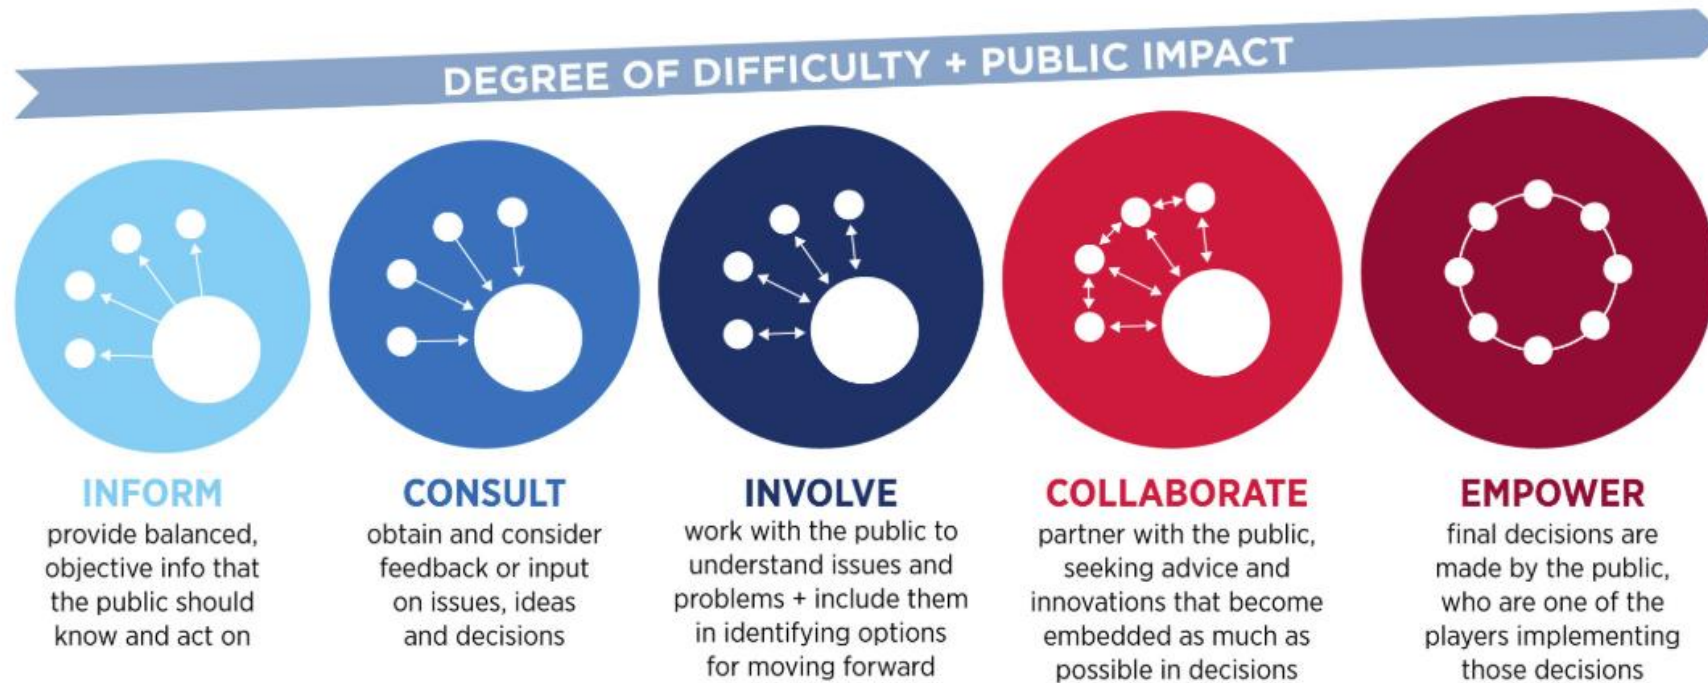 DEGREE OF DIFFICULTY + PUBLIC IMPACT
INFORM
provide balanced,
objective info that
the public should
know and act on
CONSULT
obtain and consider
feedback or input
on issues, ideas
and decisions
INVOLVE
work with the public to
understand issues and
problems + include them
in identifying options
for moving forward
COLLABORATE
partner with the public,
seeking advice and
innovations that become
embedded as much as
possible in decisions
EMPOWER
final decisions are
made by the public,
who are one of the
players implementing
those decisions